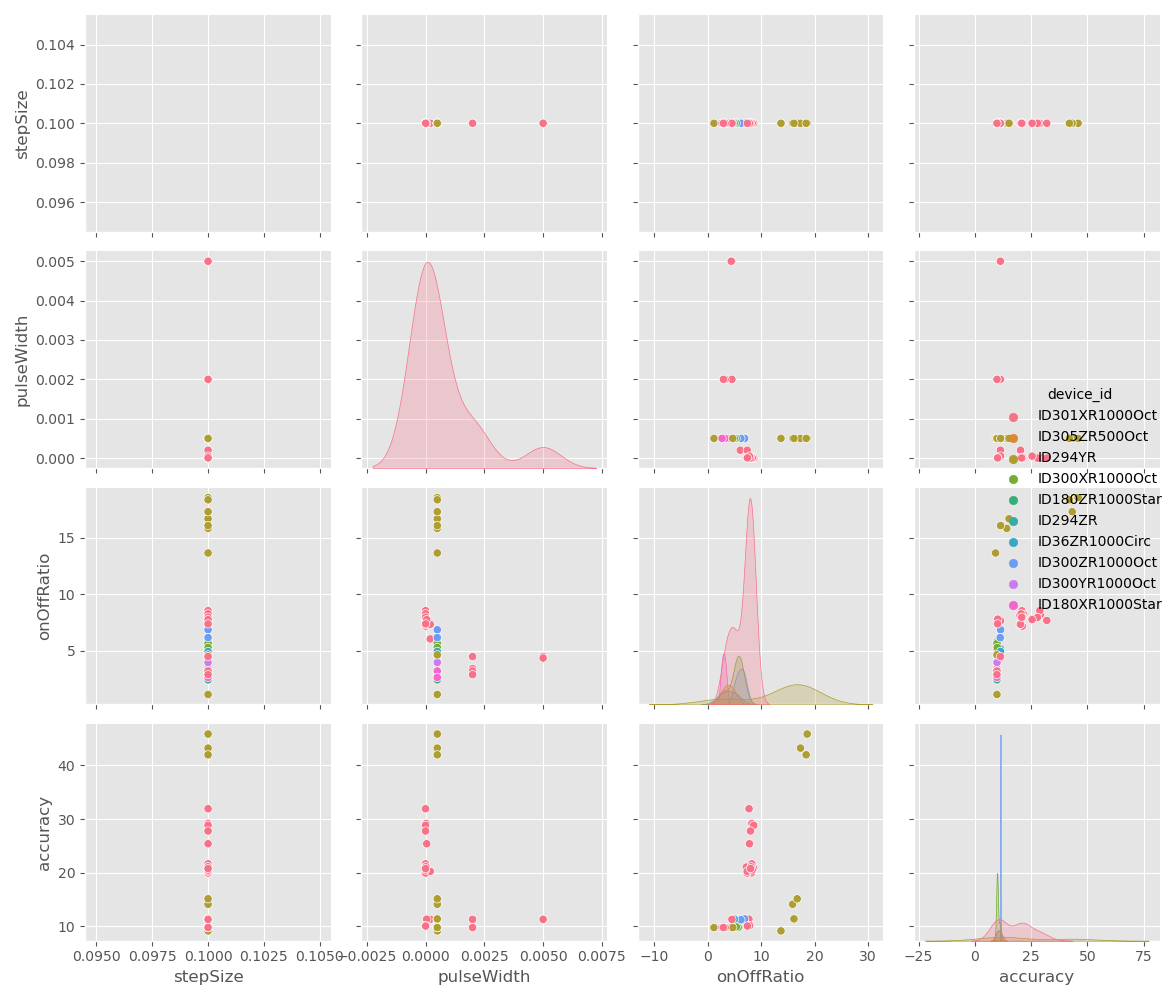 0.104
0.102
0.100
0.098
0.096
stepSize
0.005
0.004
0.003
0.002
0.001
0.000
pulseWidth
device_id
ID301XR1000Oct
ID305ZR500Oct
ID294YR
ID300XR1000Oct
ID180ZR1000Star
ID294ZR
ID36ZR1000Circ
ID300ZR1000Oct
ID300YR1000Oct
ID180XR1000Star
15
10
5
onOffRatio
40
30
20
10
accuracy
0.0950 0.0975 0.1000 0.1025 0.1050
−0.0025 0.0000 0.0025 0.0050 0.0075
−10 0 10 20 30
−25 0 25 50 75
stepSize pulseWidth onOffRatio accuracy